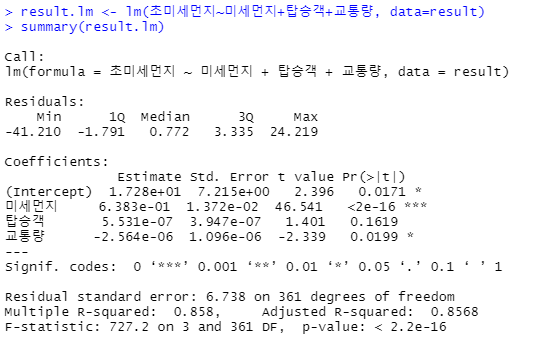 > result.lm <- lm(초미세먼지~미세먼지+탑승객+교통량, data=result)
> summary(result.lm)
Call:
lm(formula = 초미세먼지 ~ 미세먼지 + 탑승객 + 교통량, data = result)
Residuals:
    Min      1Q  Median      3Q     Max
-41.210  -1.791   0.772   3.335  24.219
Coefficients:
              Estimate Std. Error t value Pr(>|t|)
(Intercept)  1.728e+01  7.215e+00   2.396   0.0171 *
미세먼지     6.383e-01  1.372e-02  46.541   <2e-16 ***
탑승객       5.531e-07  3.947e-07   1.401   0.1619
교통량      -2.564e-06  1.096e-06  -2.339   0.0199 *
---
Signif. codes:  0 ‘***’ 0.001 ‘**’ 0.01 ‘*’ 0.05 ‘.’ 0.1 ‘ ’ 1
Residual standard error: 6.738 on 361 degrees of freedom
Multiple R-squared:  0.858,     Adjusted R-squared:  0.8568
F-statistic: 727.2 on 3 and 361 DF,  p-value: < 2.2e-16